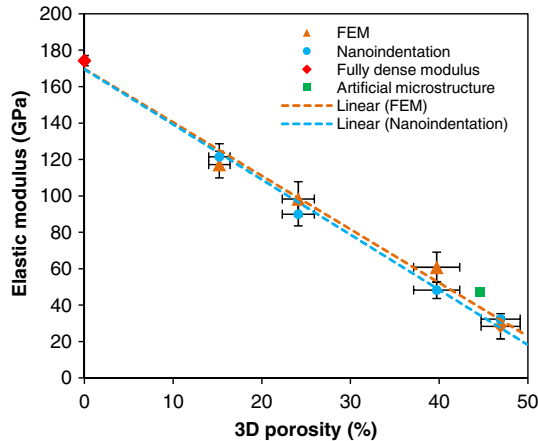 200
180
160
140
120
100
80
60
40
20
0
Elastic modulus (GPa)
FEM
Nanoindentation
Fully dense modulus
Artificial microstructure
Linear (FEM)
Linear (Nanoindentation)
0 10 20 30 40 50
3D porosity (%)